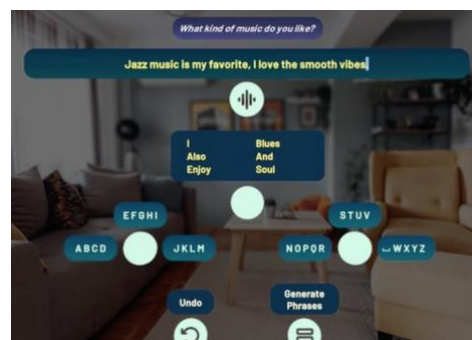 What kind of music do you like?
Jazz music is my favorite, I love the smooth vibes
I Blues
Also And
Enjoy Soul
EFGHI STUV
ABCD JKLM NOPQR ⎵WXYZ
Undo Generate
Phrases